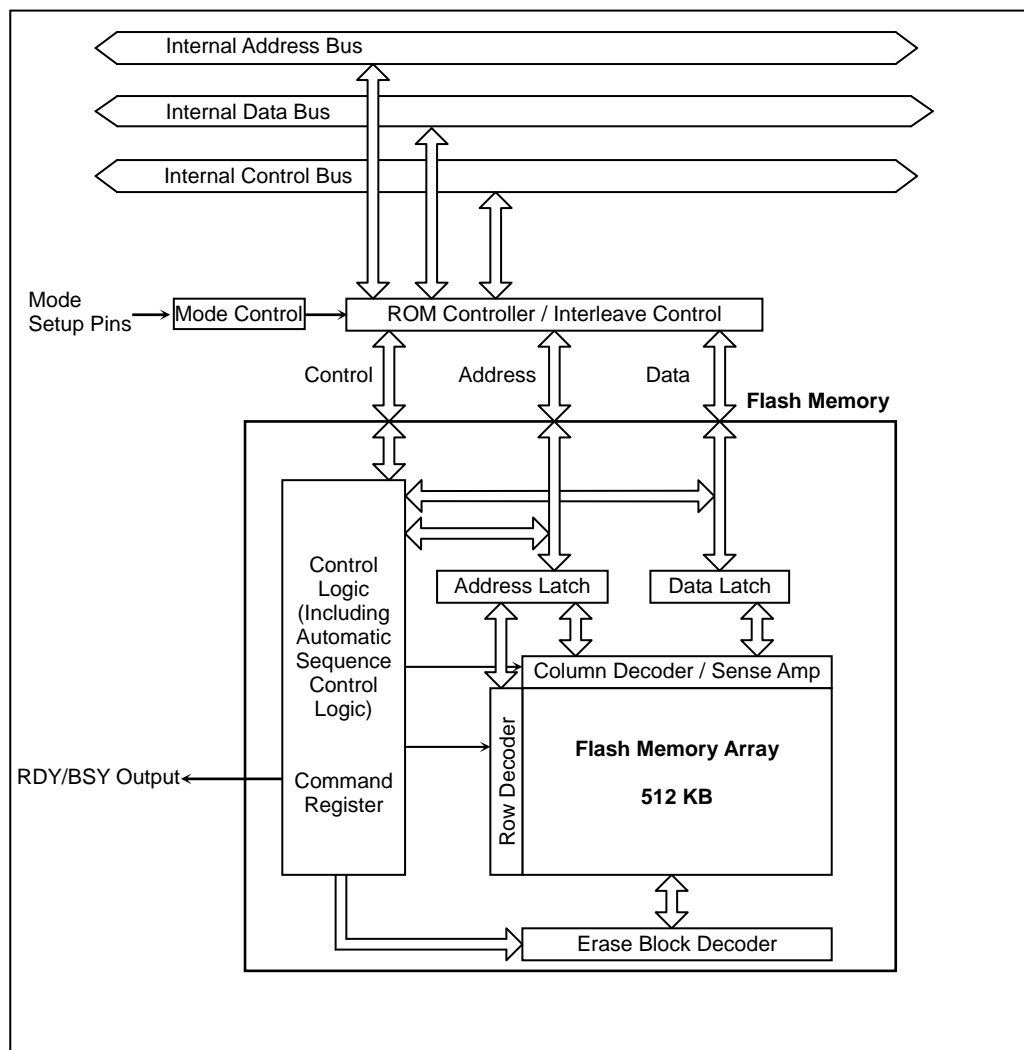 Internal Address Bus
Internal Data Bus
Internal Control Bus
Mode
Setup Pins
Mode Control
ROM Controller / Interleave Control
Control
Address
Data
Flash Memory
Control
Logic
(Including
Automatic
Sequence
Control
Logic)
Command
Register
Address Latch
Data Latch
Column Decoder / Sense Amp
Row Decoder
Flash Memory Array
512 KB
RDY/BSY Output
Erase Block Decoder